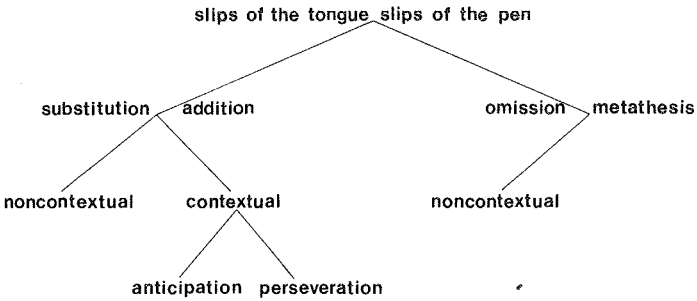 slips of the tongue slips of the pen
substitution addition omission metathesis
noncontextual contextual noncontextual
anticipation perseveration